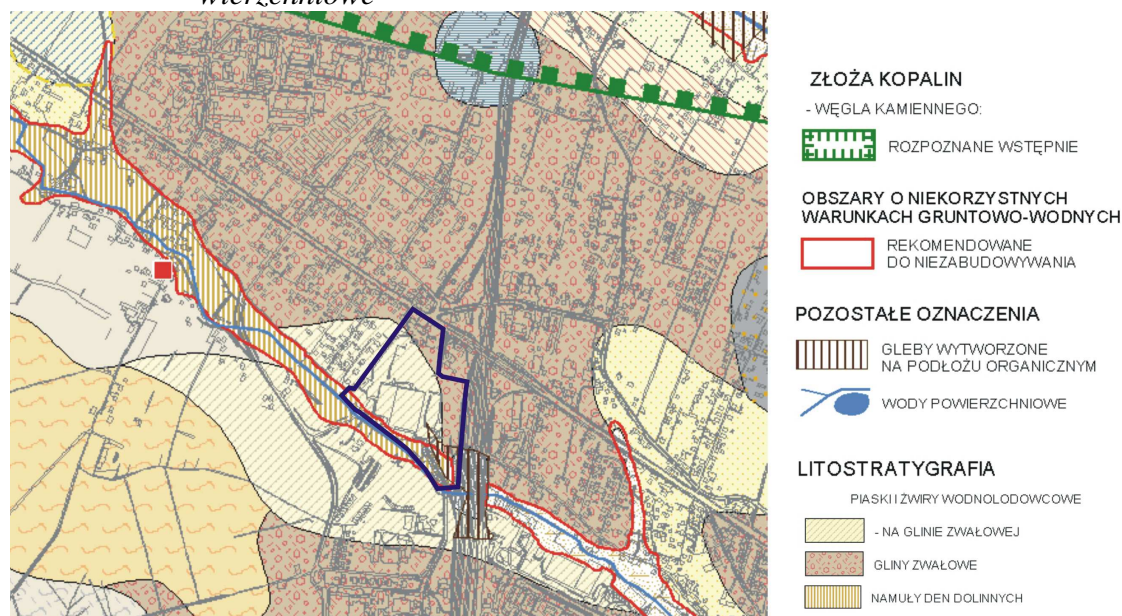 wierzchniowe
ZŁOŻA KOPALIN
- WĘGLA KAMIENNEGO:
ROZPOZNANE WSTĘPNIE
OBSZARY O NIEKORZYSTNYCH
WARUNKACH GRUNTOWO-WODNYCH
REKOMENDOWANE
DO NIEZABUDOWYWANIA
POZOSTAŁE OZNACZENIA
GLEBY WYTWORZONE
NA PODŁOŻU ORGANICZNYM
WODY POWIERZCHNIOWE
LITOSTRATYGRAFIA
PIASKI I ŻWIRY WODNOLODOWCOWE
- NA GLINIE ZWAŁOWEJ
GLINY ZWAŁOWE
NAMUŁY DEN DOLINNYCH